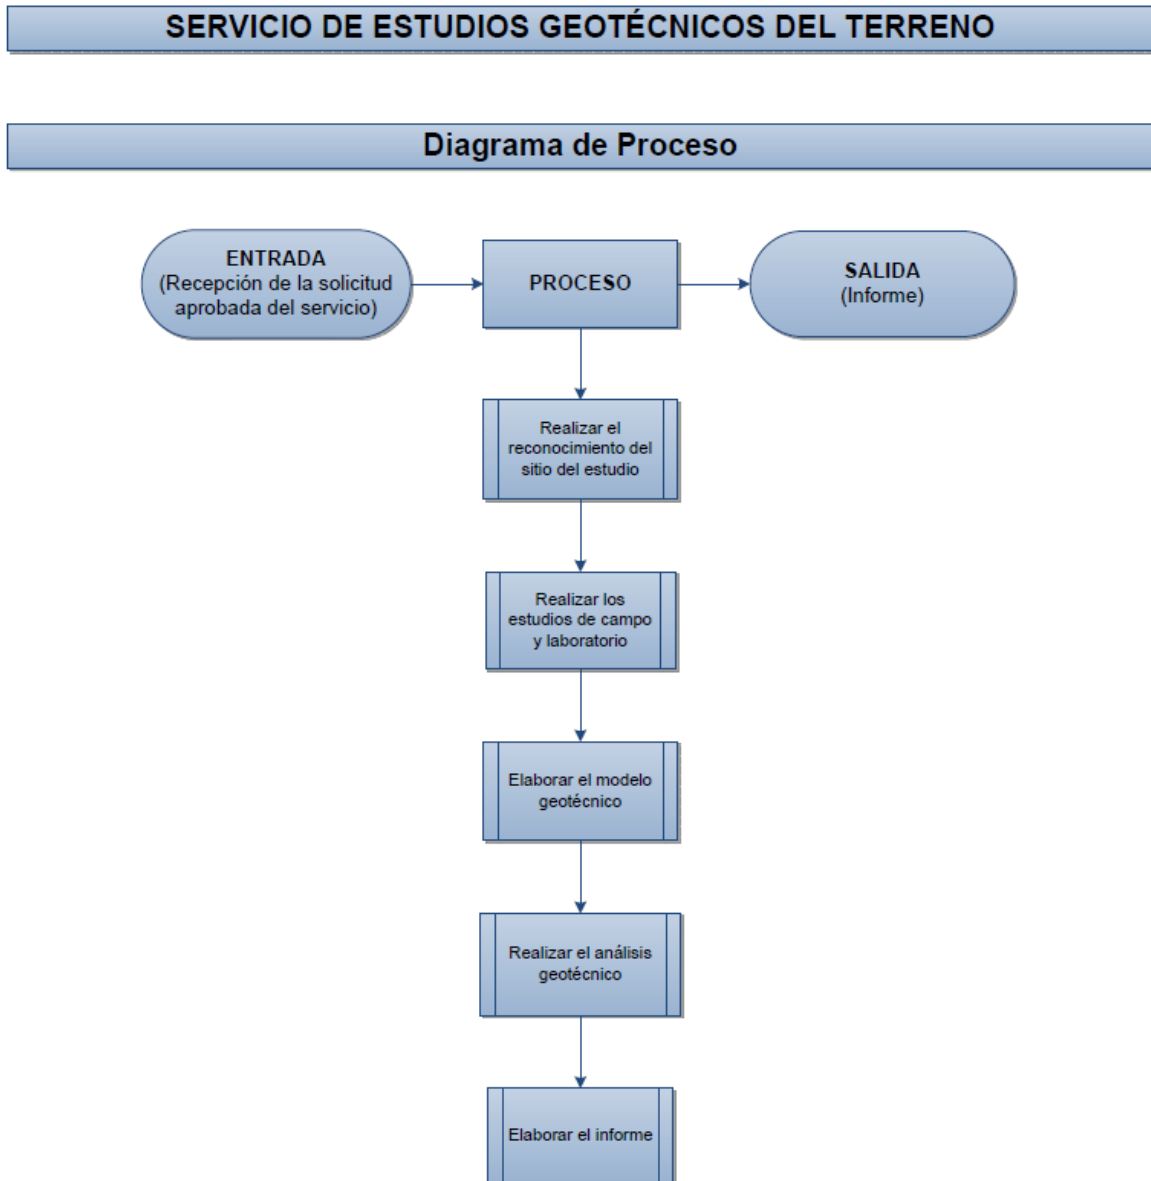 SERVICIO DE ESTUDIOS GEOTÉCNICOS DEL TERRENO
Diagrama de Proceso
ENTRADA
(Recepción de la solicitud
aprobada del servicio)
PROCESO
SALIDA
(Informe)
Realizar el
reconocimiento del
sitio del estudio
Realizar los
estudios de campo
y laboratorio
Elaborar el modelo
geotécnico
Realizar el análisis
geotécnico
Elaborar el informe